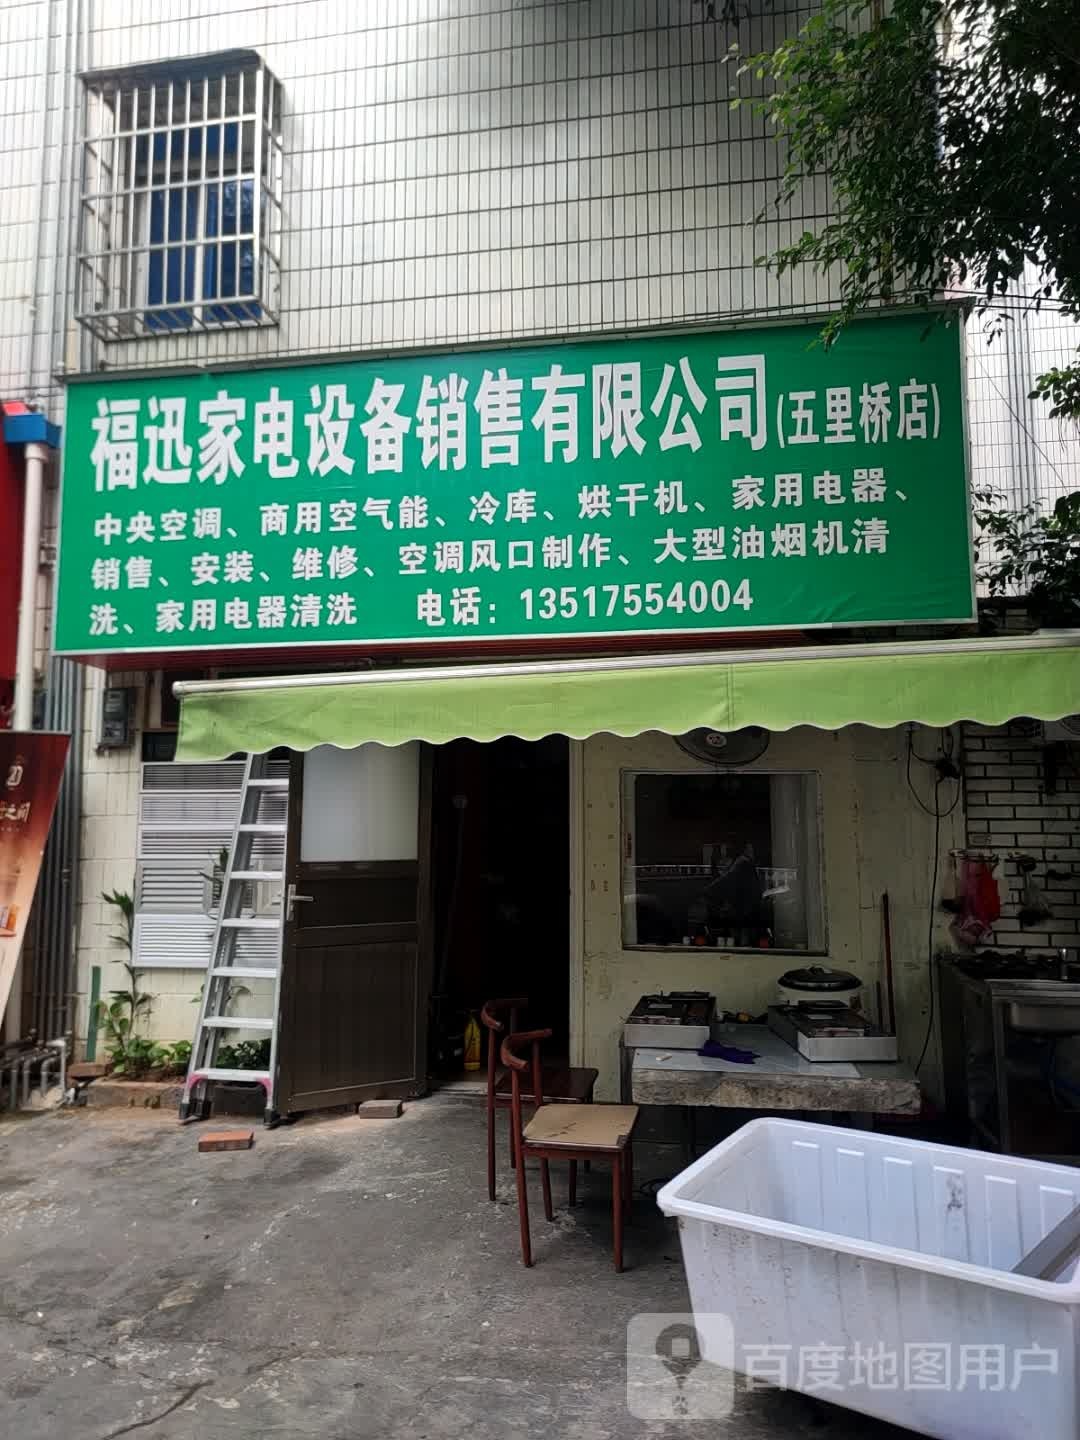 福迅家电设备销售有限公司(五里桥店)
中央空调、商用空气能、冷库、烘干机、家用电器、
销售、安装、维修、空调风口制作、大型油烟机清
洗、家用电器清洗 电话：13517554004
之间
百度地图用户